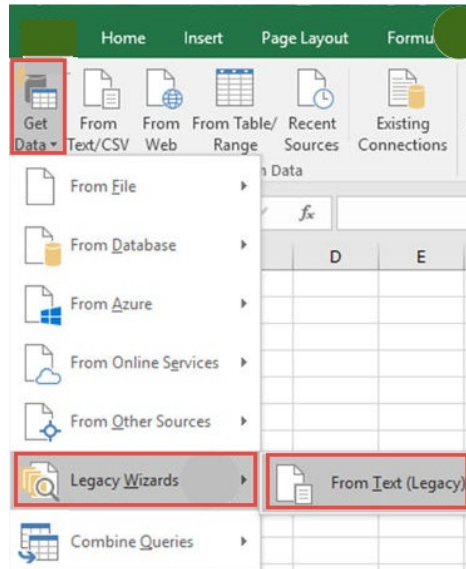 Home Insert Page Layout Formu
Get Data From Text/CSV From Web From Table/ Range Recent Sources Existing Connections
Data
fx
D E
From File
From Database
From Azure
From Online Services
From Other Sources
Legacy Wizards From Text (Legacy)
Combine Queries